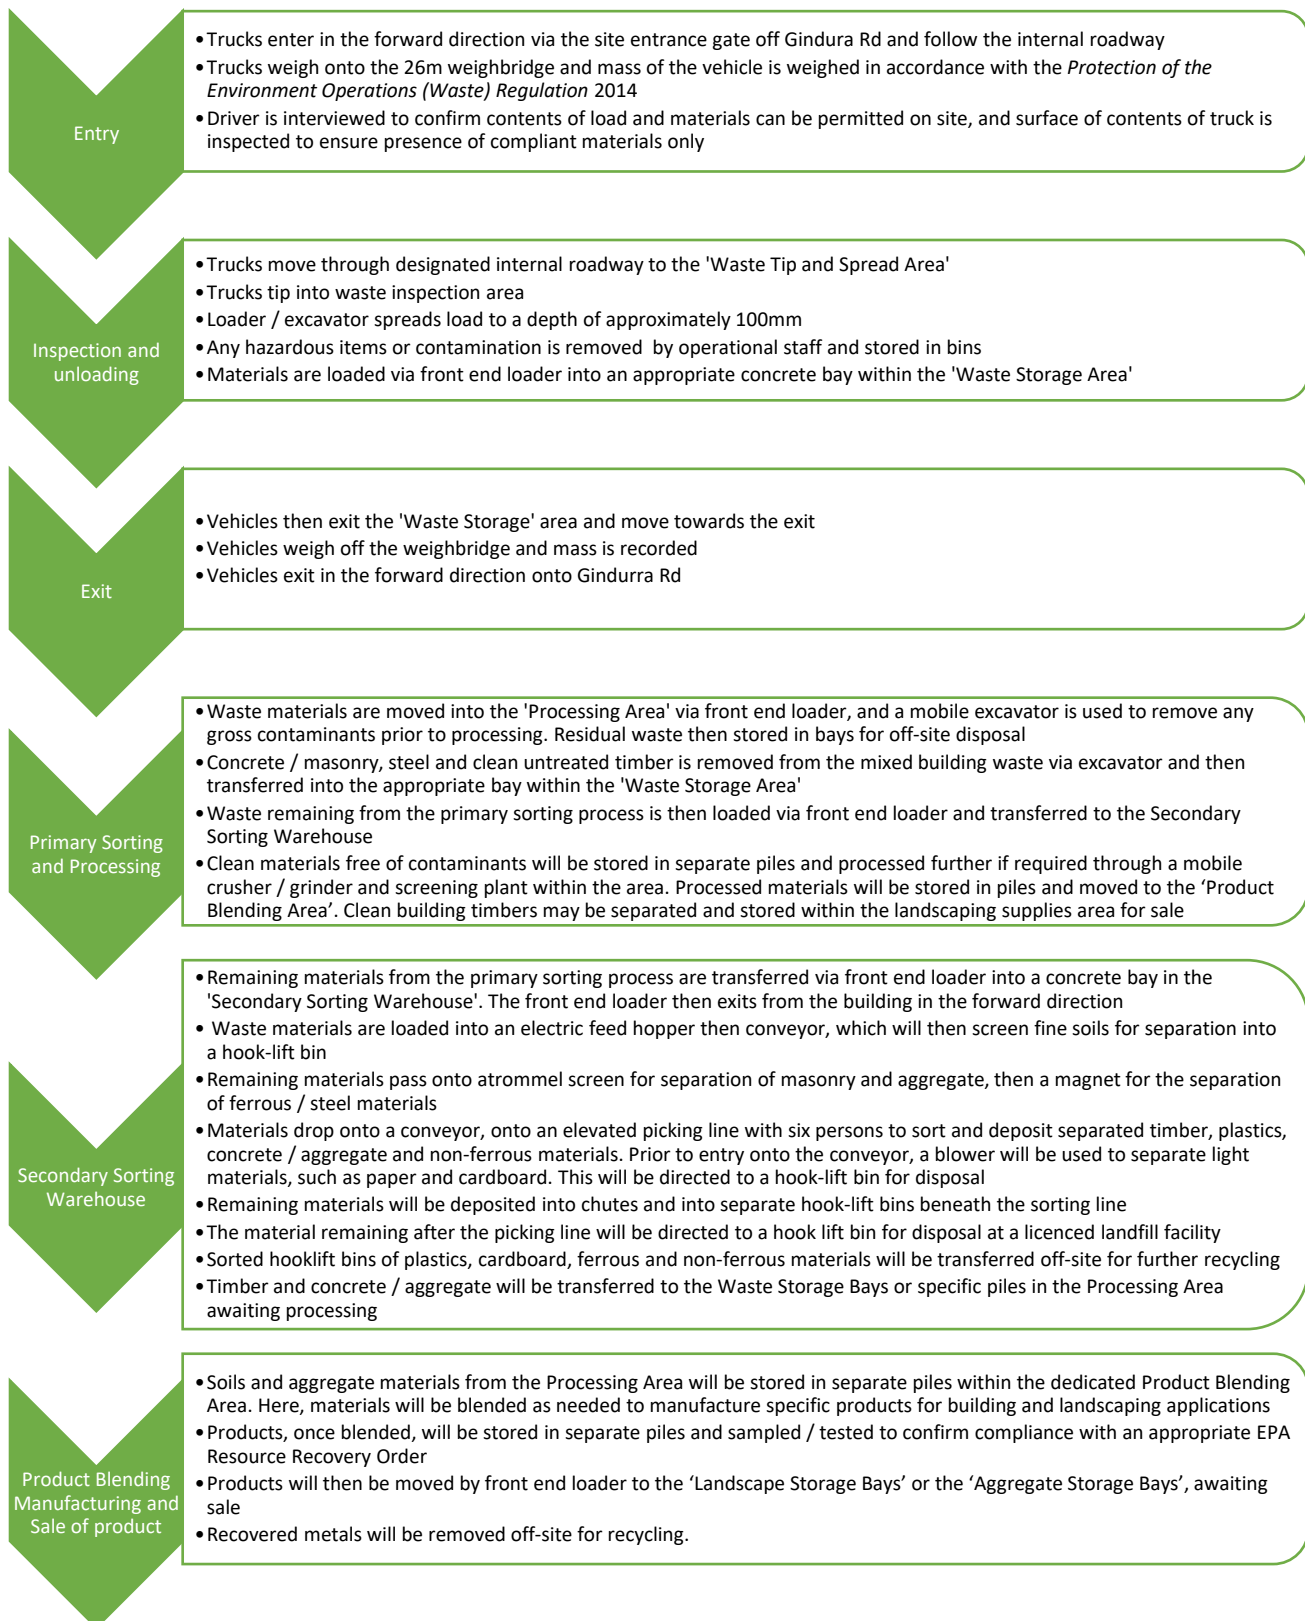 Entry
•Trucks enter in the forward direction via the site entrance gate off Gindura Rd and follow the internal roadway
•Trucks weigh onto the 26m weighbridge and mass of the vehicle is weighed in accordance with the Protection of the
Environment Operations (Waste) Regulation 2014
•Driver is interviewed to confirm contents of load and materials can be permitted on site, and surface of contents of truck is
inspected to ensure presence of compliant materials only
Inspection and
unloading
•Trucks move through designated internal roadway to the 'Waste Tip and Spread Area'
•Trucks tip into waste inspection area
•Loader / excavator spreads load to a depth of approximately 100mm
•Any hazardous items or contamination is removed  by operational staff and stored in bins
•Materials are loaded via front end loader into an appropriate concrete bay within the 'Waste Storage Area'
Exit
•Vehicles then exit the 'Waste Storage' area and move towards the exit
•Vehicles weigh off the weighbridge and mass is recorded
•Vehicles exit in the forward direction onto Gindurra Rd
Primary Sorting
and Processing
•Waste materials are moved into the 'Processing Area' via front end loader, and a mobile excavator is used to remove any
gross contaminants prior to processing. Residual waste then stored in bays for off-site disposal
•Concrete / masonry, steel and clean untreated timber is removed from the mixed building waste via excavator and then
transferred into the appropriate bay within the 'Waste Storage Area'
•Waste remaining from the primary sorting process is then loaded via front end loader and transferred to the Secondary
Sorting Warehouse
•Clean materials free of contaminants will be stored in separate piles and processed further if required through a mobile
crusher / grinder and screening plant within the area. Processed materials will be stored in piles and moved to the ‘Product
Blending Area’. Clean building timbers may be separated and stored within the landscaping supplies area for sale
Secondary Sorting
Warehouse
•Remaining materials from the primary sorting process are transferred via front end loader into a concrete bay in the
'Secondary Sorting Warehouse'. The front end loader then exits from the building in the forward direction
• Waste materials are loaded into an electric feed hopper then conveyor, which will then screen fine soils for separation into
a hook-lift bin
•Remaining materials pass onto atrommel screen for separation of masonry and aggregate, then a magnet for the separation
of ferrous / steel materials
•Materials drop onto a conveyor, onto an elevated picking line with six persons to sort and deposit separated timber, plastics,
concrete / aggregate and non-ferrous materials. Prior to entry onto the conveyor, a blower will be used to separate light
materials, such as paper and cardboard. This will be directed to a hook-lift bin for disposal
•Remaining materials will be deposited into chutes and into separate hook-lift bins beneath the sorting line
•The material remaining after the picking line will be directed to a hook lift bin for disposal at a licenced landfill facility
•Sorted hooklift bins of plastics, cardboard, ferrous and non-ferrous materials will be transferred off-site for further recycling
•Timber and concrete / aggregate will be transferred to the Waste Storage Bays or specific piles in the Processing Area
awaiting processing
Product Blending
Manufacturing and
Sale of product
•Soils and aggregate materials from the Processing Area will be stored in separate piles within the dedicated Product Blending
Area. Here, materials will be blended as needed to manufacture specific products for building and landscaping applications
•Products, once blended, will be stored in separate piles and sampled / tested to confirm compliance with an appropriate EPA
Resource Recovery Order
•Products will then be moved by front end loader to the ‘Landscape Storage Bays’ or the ‘Aggregate Storage Bays’, awaiting
sale
•Recovered metals will be removed off-site for recycling.